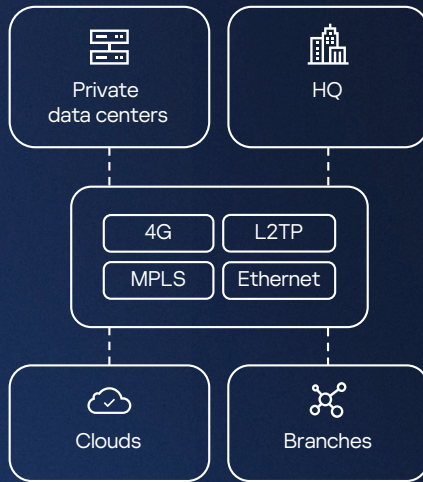 Private
data centers
HQ
4G
L2TP
MPLS
Ethernet
Clouds
Branches